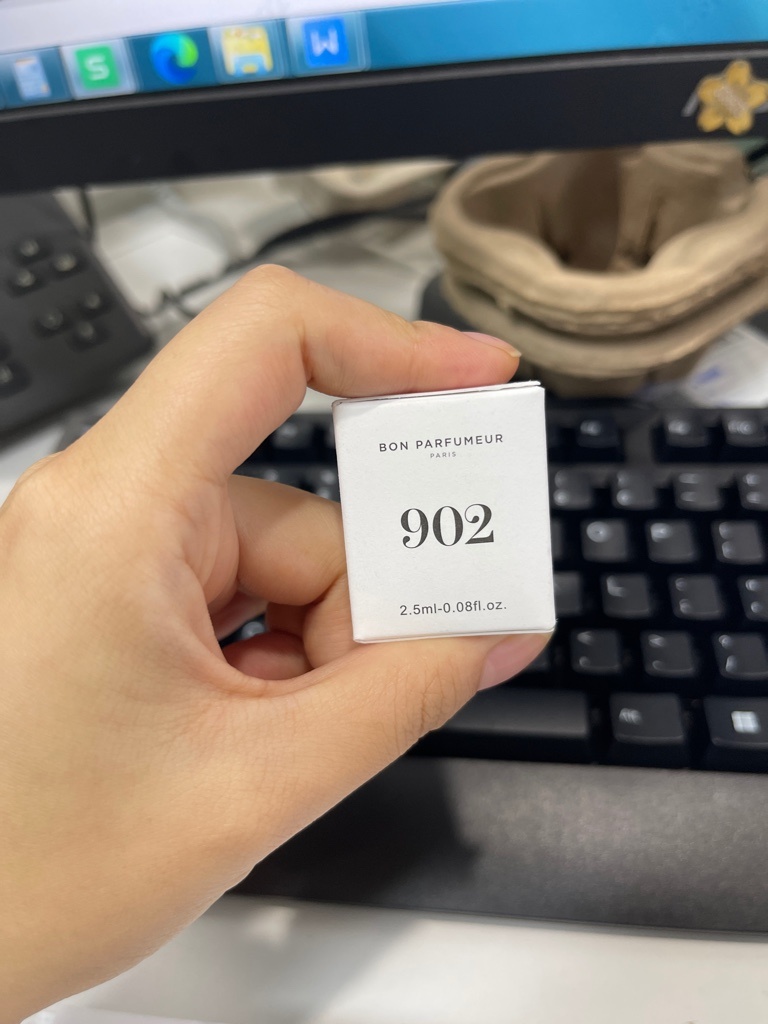 S
W
BON PARFUMEUR
PARIS
902
2.5ml-0.08fl.oz.